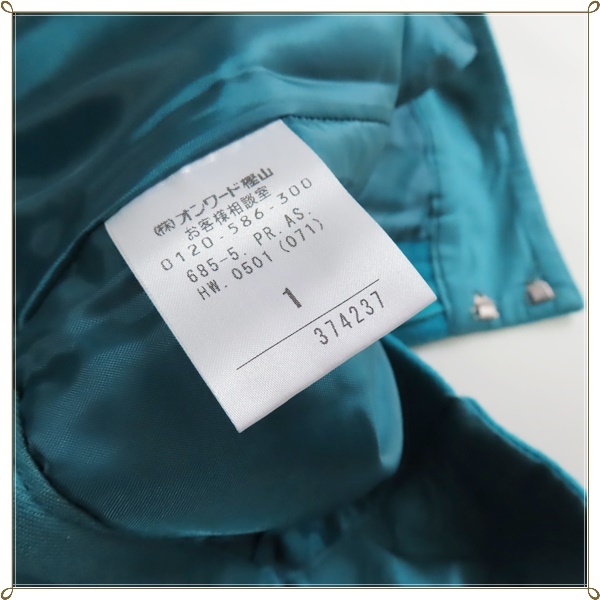 (株)オンワード樫山
お客様相談室
0120-586-300
685-5. PR. AS.
HW. 0501 (071)
1
374237